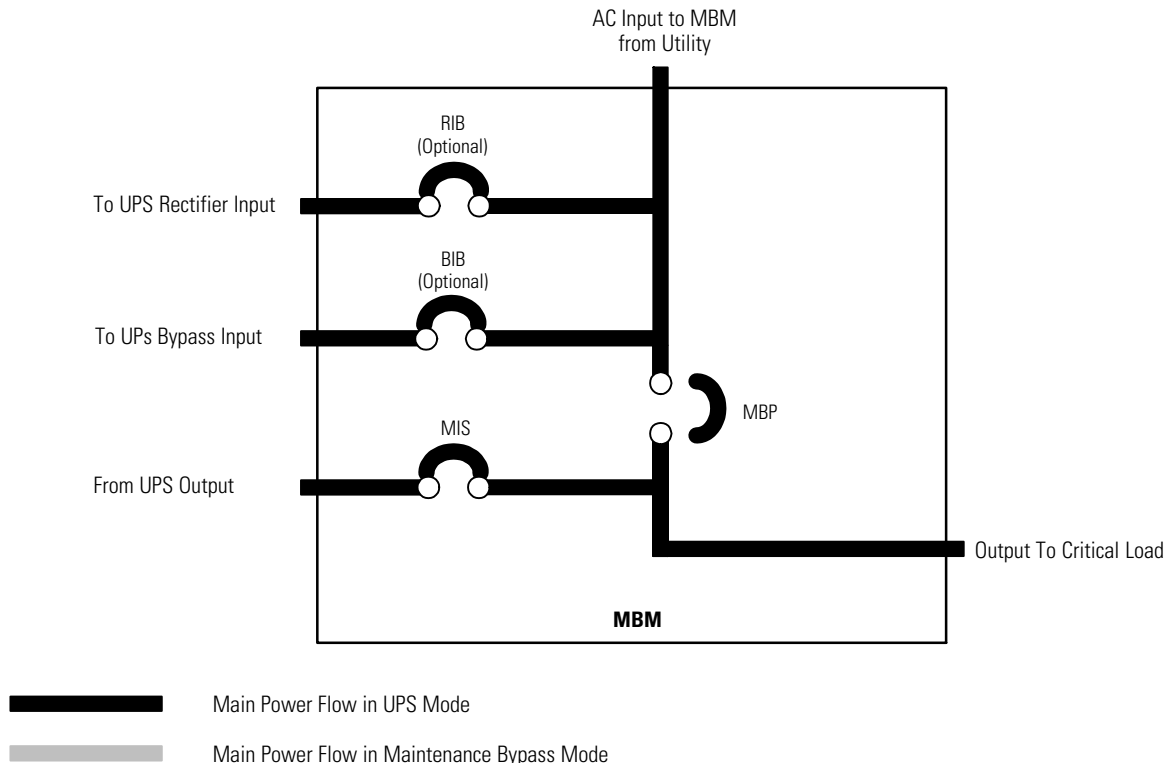 AC Input to MBM
from Utility
RIB
(Optional)
To UPS Rectifier Input
BIB
(Optional)
To UPs Bypass Input
MBP
MIS
From UPS Output
Output To Critical Load
MBM
Main Power Flow in UPS Mode
Main Power Flow in Maintenance Bypass Mode